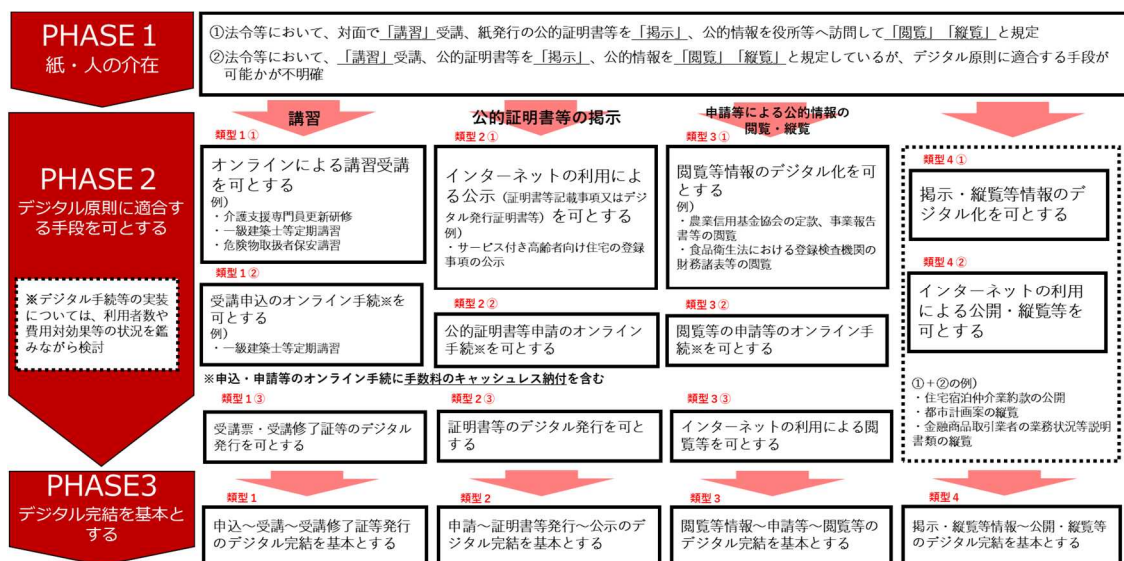 PHASE 1
紙・人の介在
①法令等において、対面で「講習」受講、紙発行の公的証明書等を「掲示」、公的情報を役所等へ訪問して「閲覧」「縦覧」と規定
②法令等において、「講習」受講、公的証明書等を「掲示」、公的情報を「閲覧」「縦覧」と規定しているが、デジタル原則に適合する手段が
可能かが不明確
PHASE 2
デジタル原則に適合す
る手段を可とする
※デジタル手続等の実装
については、利用者数や
費用対効果等の状況を鑑
みながら検討
講習
類型1①
オンラインによる講習受講
を可とする
例)
・介護支援専門員更新研修
・一級建築士等定期講習
・危険物取扱者保安講習
類型1②
受講申込のオンライン手続※を
可とする
例)
・一級建築士等定期講習
公的証明書等の掲示
類型2①
インターネットの利用によ
る公示(証明書等記載事項又はデジ
タル発行証明書等)を可とする
例)
・サービス付き高齢者向け住宅の登録
事項の公示
類型2②
公的証明書等申請のオンライン
手続※を可とする
申請等による公的情報の
閲覧・縦覧
類型3①
閲覧等情報のデジタル化を可
とする
例)
・農業信用基金協会の定款、事業報告
書等の閲覧
・食品衛生法における登録検査機関の
財務諸表等の閲覧
類型3②
閲覧等の申請等のオンライン手
続※を可とする
類型4①
掲示・縦覧等情報のデ
ジタル化を可とする
類型4②
インターネットの利用
による公開・縦覧等を
可とする
①+②の例)
・住宅宿泊仲介業約款の公開
・都市計画案の縦覧
・金融商品取引業者の業務状況等説明
書類の縦覧
※申込・申請等のオンライン手続に手数料のキャッシュレス納付を含む
類型1③
受講票・受講修了証等のデジタル
発行を可とする
類型2③
証明書等のデジタル発行を可と
する
類型3③
インターネットの利用による閲
覧等を可とする
PHASE3
デジタル完結を基本と
する
類型1
申込～受講～受講修了証等発行
のデジタル完結を基本とする
類型2
申請～証明書等発行～公示のデ
ジタル完結を基本とする
類型3
閲覧等情報～申請等～閲覧等の
デジタル完結を基本とする
類型4
掲示・縦覧等情報～公開・縦覧等
のデジタル完結を基本とする